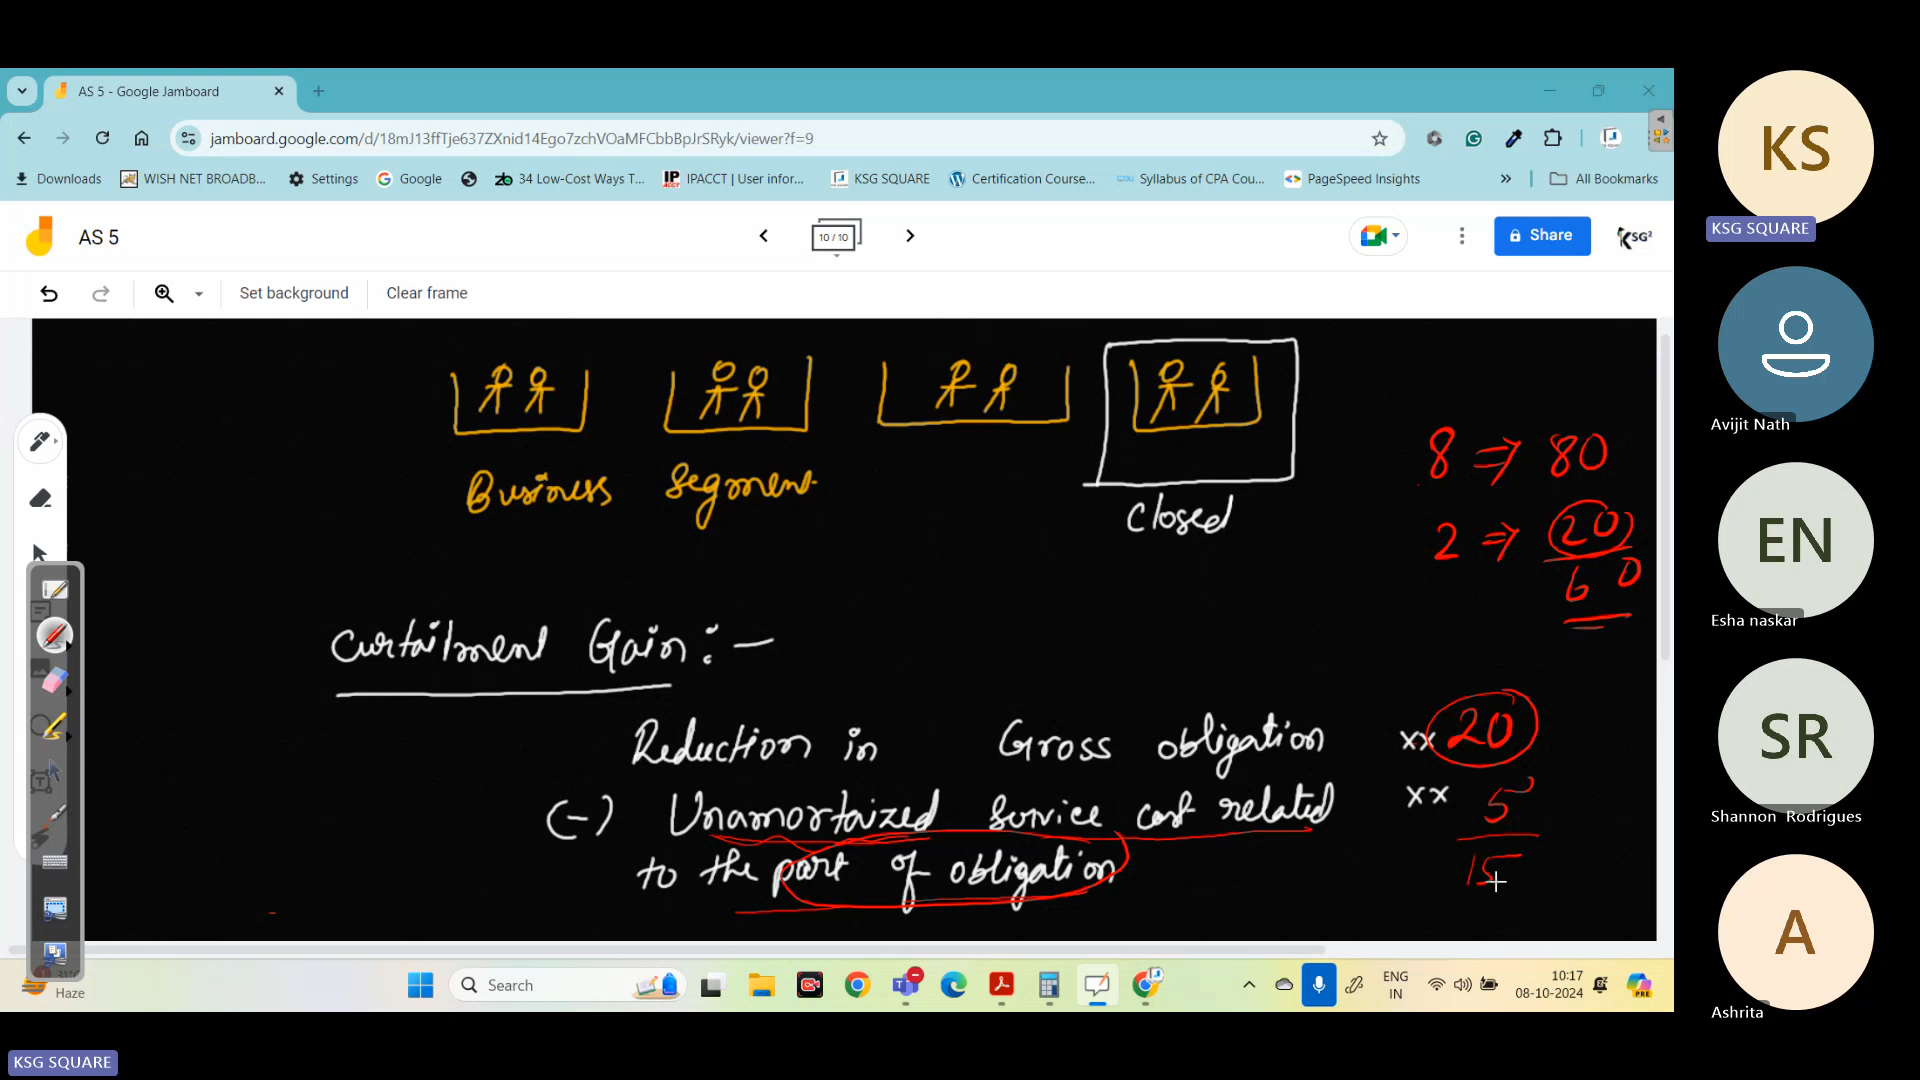 AS 5 - Google Jamboard
jamboard.google.com/d/18mJ13ffTje637ZXnid14Ego7zchVOaMFCbbBpJrSRyk/viewer?f=9
Downloads WISH NET BROADB... Settings Google 34 Low-Cost Ways T... IPACCT | User infor... KSG SQUARE Certification Course... Syllabus of CPA Cou... PageSpeed Insights » All Bookmarks
AS 5
10 / 10
Share
KSG²
Set background Clear frame
Business Segment
Closed
8 ⇒ 80
2 ⇒ 20
60
Curtailment Gain :-
Reduction in Gross obligation xx 20
(-) Unamortaized Service cost related xx 5
to the part of obligation
15
31°C
Haze
Search
ENG
IN
10:17
08-10-2024
PRE
KS
KSG SQUARE
Avijit Nath
EN
Esha naskar
SR
Shannon Rodrigues
A
Ashrita
KSG SQUARE